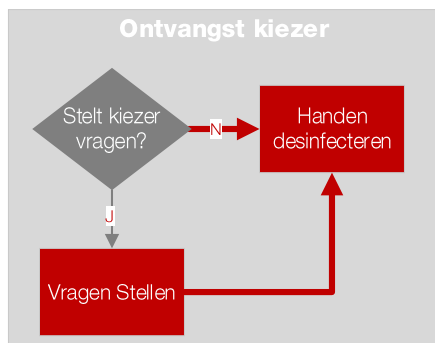 Ontvangst kiezer
Stelt kiezer
vragen?
N
Handen
desinfecteren
J
Vragen Stellen